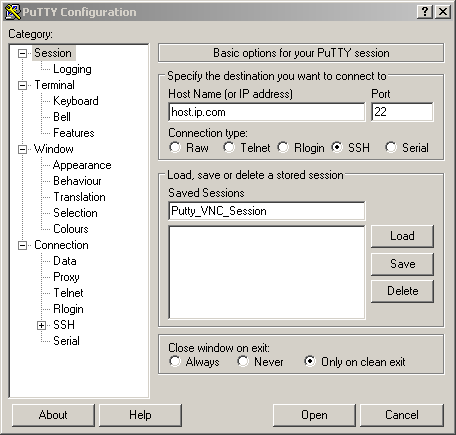 PuTTY Configuration
Category:
Session
Logging
Terminal
Keyboard
Bell
Features
Window
Appearance
Behaviour
Translation
Selection
Colours
Connection
Data
Proxy
Telnet
Rlogin
SSH
Serial
Basic options for your PuTTY session
Specify the destination you want to connect to
Host Name (or IP address) Port
host.ip.com 22
Connection type:
Raw Telnet Rlogin SSH Serial
Load, save or delete a stored session
Saved Sessions
Putty_VNC_Session
Load
Save
Delete
Close window on exit:
Always Never Only on clean exit
About Help Open Cancel